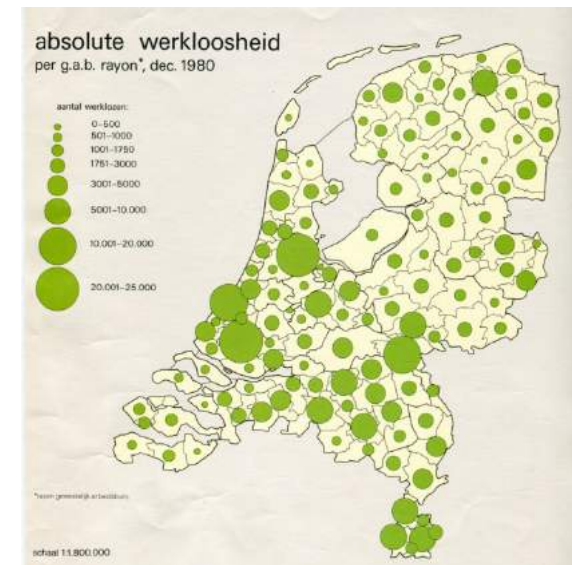 absolute werkloosheid
per g.a.b. rayon*, dec. 1980
aantal werklozen:
0-500
501-1000
1001-1750
1751-3000
3001-5000
5001-10.000
10.001-20.000
20.001-25.000
schaal 1:1.800.000